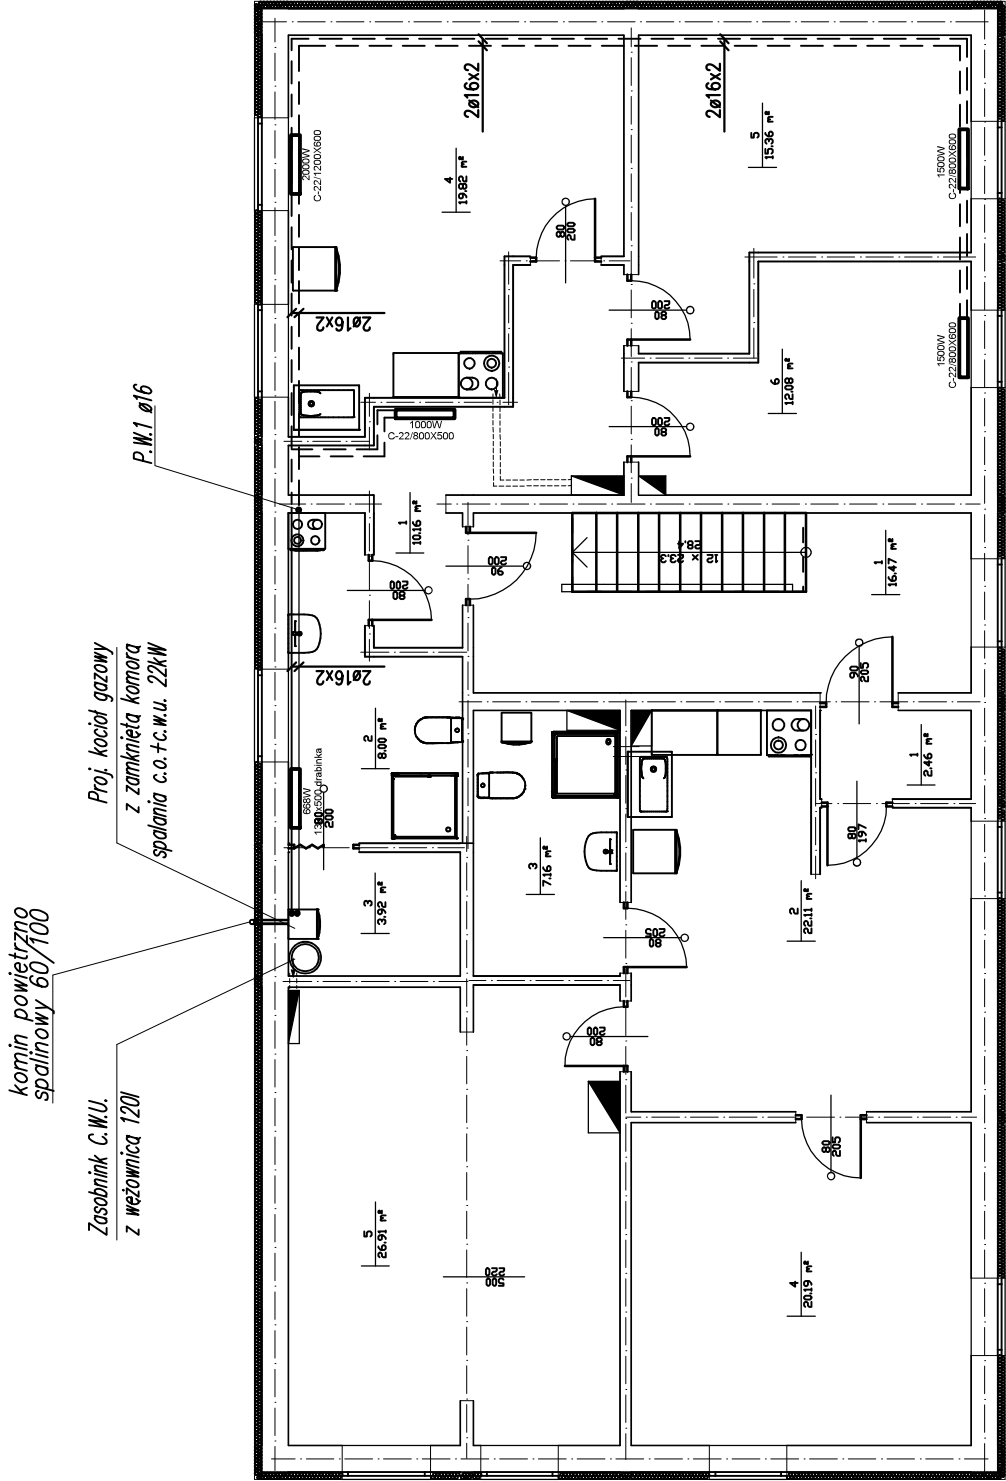 komin powietrzno
spalinowy 60/100
Zasobnink C.W.U.
z wężownica 120l
Proj. kocioł gazowy
z zamknięta komora
spalania c.o.+c.w.u. 22kW
P.W.1 ø16
2000W
C-22/1200X600
2ø16x2
2ø16x2
4
19.82 m²
5
15.36 m²
1500W
C-22/800X600
80
200
2ø16x2
80
200
1500W
C-22/800X600
6
12.08 m²
80
200
1000W
C-22/800X500
1
10.16 m²
80
200
90
200
12 x 23.3
28.4
1
16.47 m²
2ø16x2
90
205
2
8.00 m²
668W
drabinka
80
200
1
2.46 m²
80
197
3
3.92 m²
3
7.16 m²
2
22.11 m²
80
205
80
200
80
205
5
26.91 m²
220
4
20.19 m²